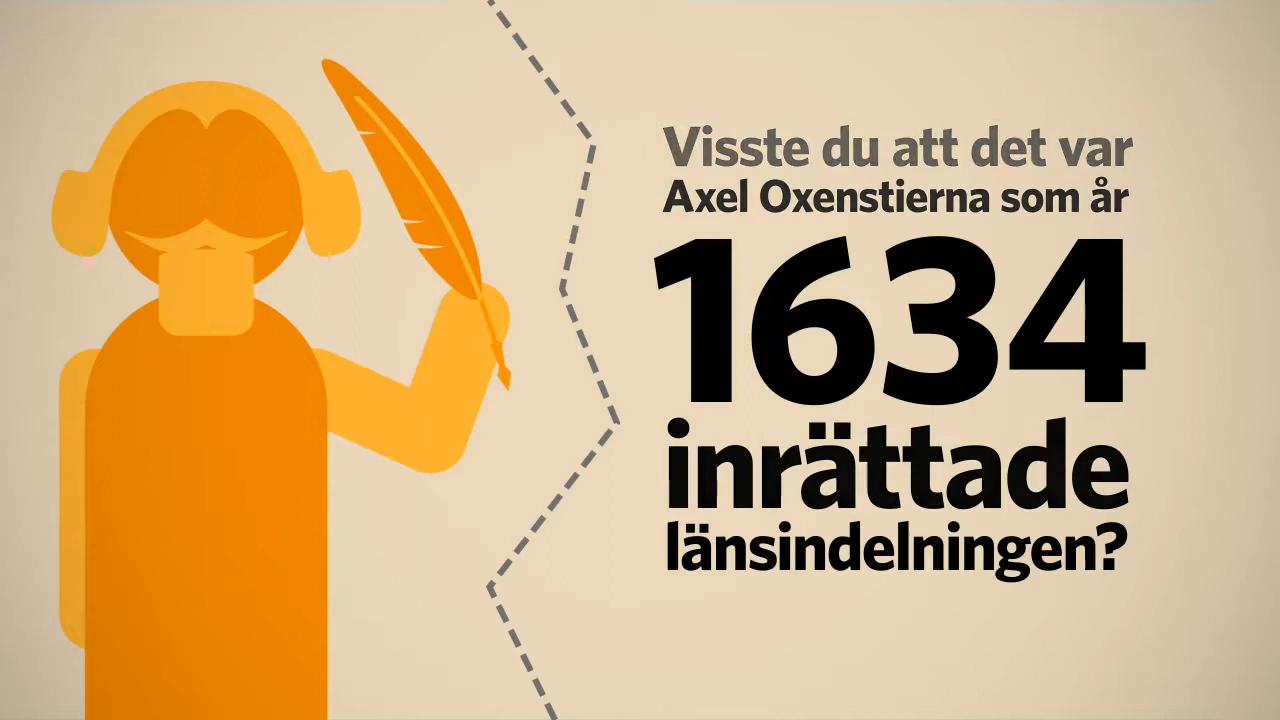 Visste du att det var
Axel Oxenstierna som år
1634
inrättade
länsindelningen?